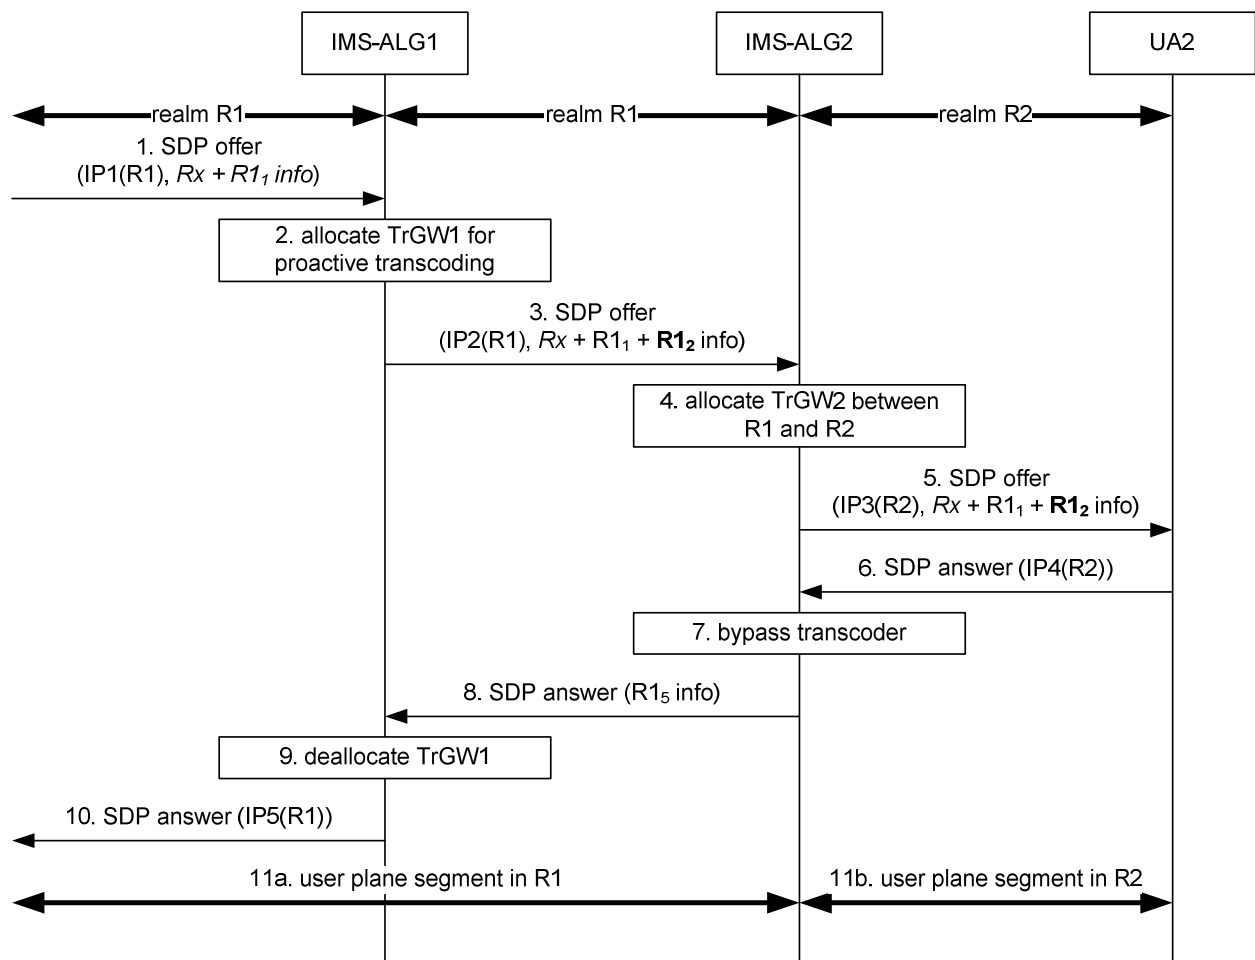 IMS-ALG1
IMS-ALG2
UA2
realm R1
realm R1
realm R2
1. SDP offer
(IP1(R1), Rx + R1₁ info)
2. allocate TrGW1 for
proactive transcoding
3. SDP offer
(IP2(R1), Rx + R1₁ + R1₂ info)
4. allocate TrGW2 between
R1 and R2
5. SDP offer
(IP3(R2), Rx + R1₁ + R1₂ info)
6. SDP answer (IP4(R2))
7. bypass transcoder
8. SDP answer (R1₅ info)
9. deallocate TrGW1
10. SDP answer (IP5(R1))
11a. user plane segment in R1
11b. user plane segment in R2